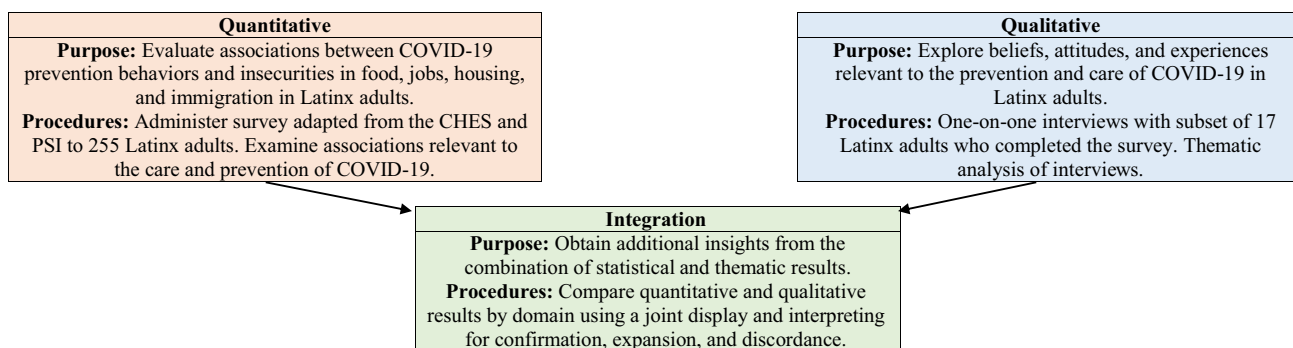 Quantitative
Purpose: Evaluate associations between COVID-19
prevention behaviors and insecurities in food, jobs, housing,
and immigration in Latinx adults.
Procedures: Administer survey adapted from the CHES and
PSI to 255 Latinx adults. Examine associations relevant to
the care and prevention of COVID-19.
Qualitative
Purpose: Explore beliefs, attitudes, and experiences
relevant to the prevention and care of COVID-19 in
Latinx adults.
Procedures: One-on-one interviews with subset of 17
Latinx adults who completed the survey. Thematic
analysis of interviews.
Integration
Purpose: Obtain additional insights from the
combination of statistical and thematic results.
Procedures: Compare quantitative and qualitative
results by domain using a joint display and interpreting
for confirmation, expansion, and discordance.